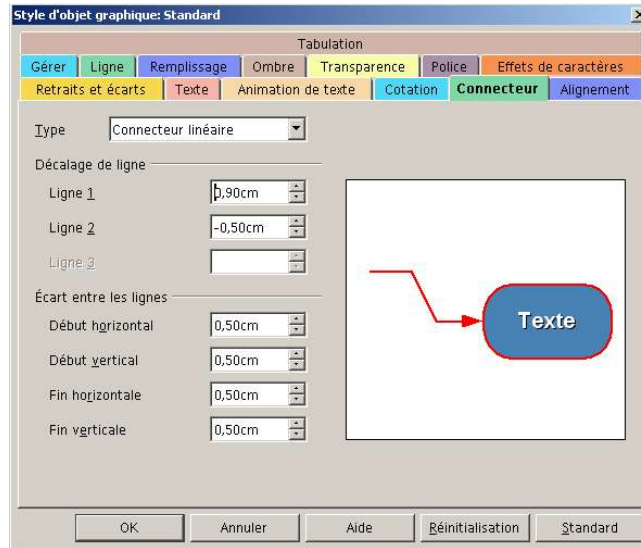 Style d'objet graphique: Standard
Tabulation
Gérer Ligne Remplissage Ombre Transparence Police Effets de caractères
Retraits et écarts Texte Animation de texte Cotation Connecteur Alignement
Type Connecteur linéaire
Décalage de ligne
Ligne 1 0,90cm
Ligne 2 -0,50cm
Ligne 3
Écart entre les lignes
Début horizontal 0,50cm
Début vertical 0,50cm
Fin horizontale 0,50cm
Fin verticale 0,50cm
Texte
OK Annuler Aide Réinitialisation Standard